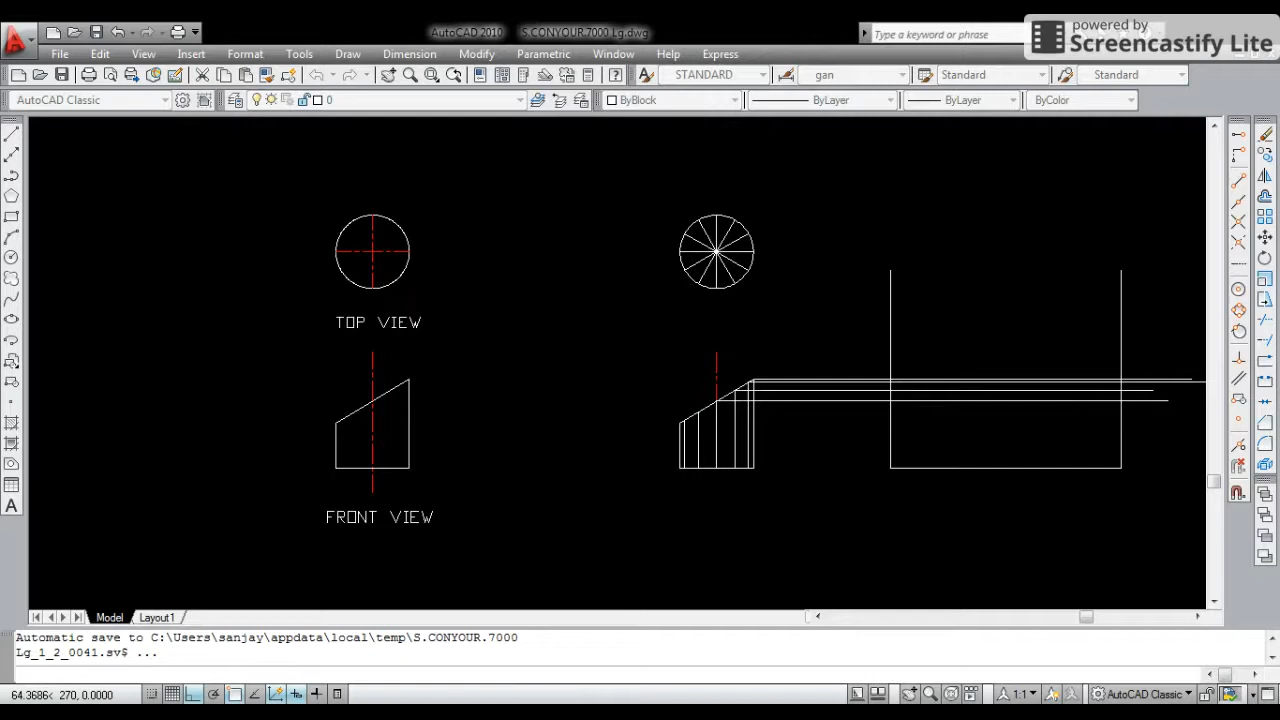 AutoCAD 2010 S.CONYOUR.7000 Lg.dwg
Type a keyword or phrase
powered by
Screencastify Lite
File Edit View Insert Format Tools Draw Dimension Modify Parametric Window Help Express
STANDARD gan Standard Standard
AutoCAD Classic 0 ByBlock ByLayer ByLayer ByColor
TOP VIEW
FRONT VIEW
A
Model Layout1
Automatic save to C:\Users\sanjay\appdata\local\temp\S.CONYOUR.7000
Lg_1_2_0041.sv$ ...
64.3686< 270, 0.0000 1:1 AutoCAD Classic